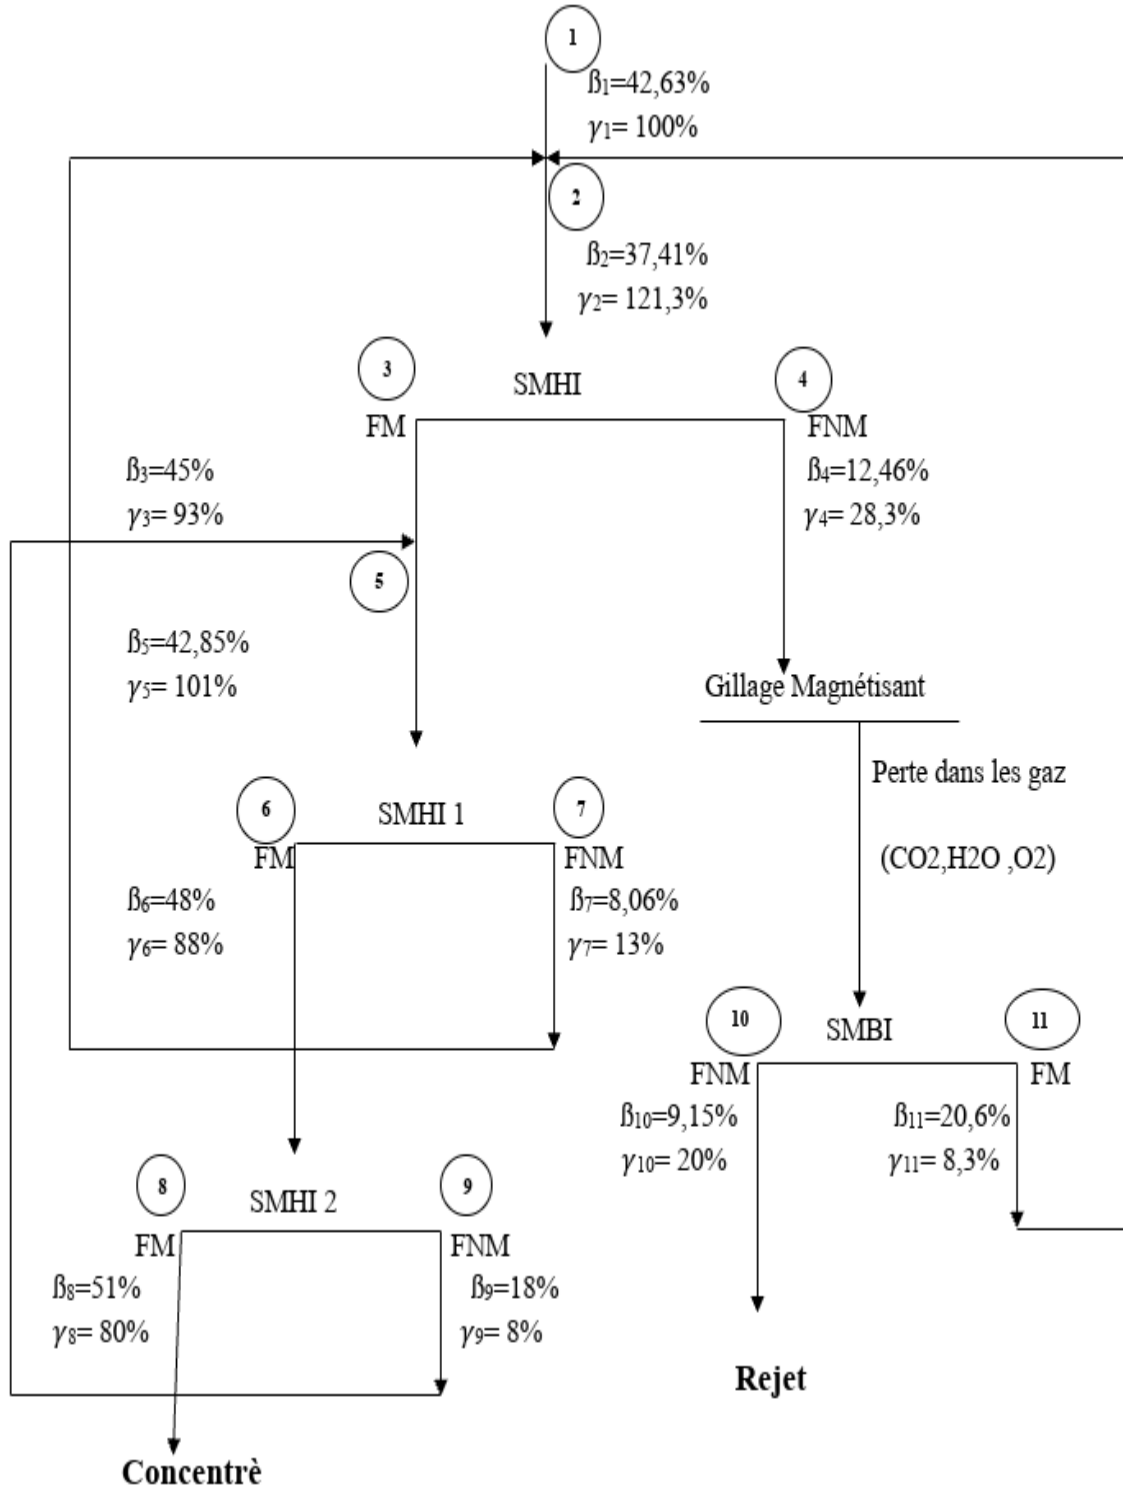 1
ß1=42,63%
γ1= 100%
2
ß2=37,41%
γ2= 121,3%
3
SMHI
4
FM
FNM
ß3=45%
γ3= 93%
ß4=12,46%
γ4= 28,3%
5
ß5=42,85%
γ5= 101%
Gillage Magnétisant
Perte dans les gaz
(CO2,H2O ,O2)
6
SMHI 1
7
FM
FNM
ß6=48%
γ6= 88%
ß7=8,06%
γ7= 13%
10
SMBI
11
FNM
FM
ß10=9,15%
γ10= 20%
ß11=20,6%
γ11= 8,3%
8
SMHI 2
9
FM
FNM
ß8=51%
γ8= 80%
ß9=18%
γ9= 8%
Rejet
Concentrè